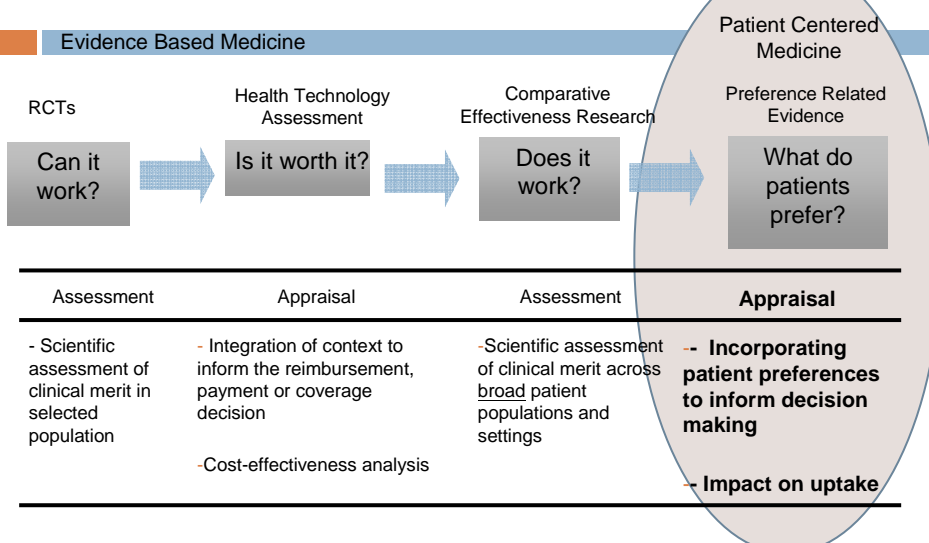 Evidence Based Medicine
Patient Centered
Medicine
RCTs
Can it
work?
Health Technology
Assessment
Is it worth it?
Comparative
Effectiveness Research
Does it
work?
Preference Related
Evidence
What do
patients
prefer?
Assessment
Appraisal
Assessment
Appraisal
- Scientific
assessment of
clinical merit in
selected
population
- Integration of context to
inform the reimbursement,
payment or coverage
decision
-Cost-effectiveness analysis
-Scientific assessment
of clinical merit across
broad patient
populations and
settings
-- Incorporating
patient preferences
to inform decision
making
-- Impact on uptake